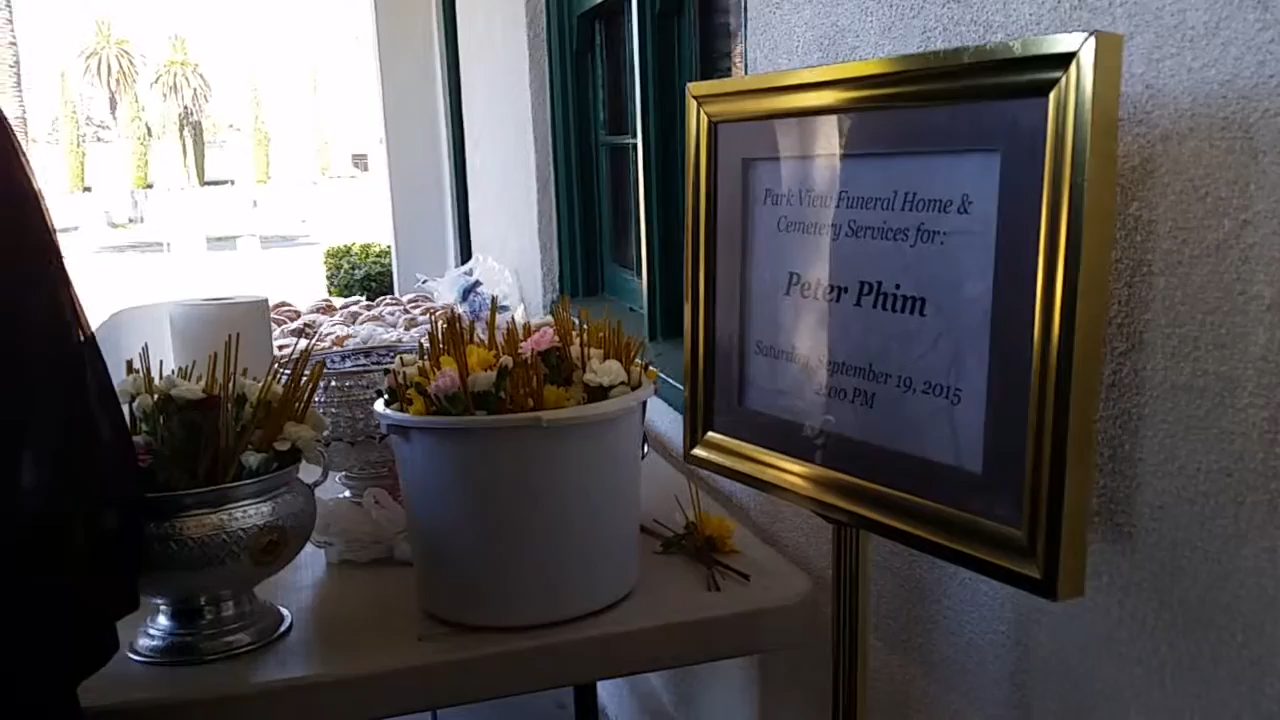 Park View Funeral Home &
Cemetery Services for:
Peter Phim
Saturday, September 19, 2015
2:00 PM